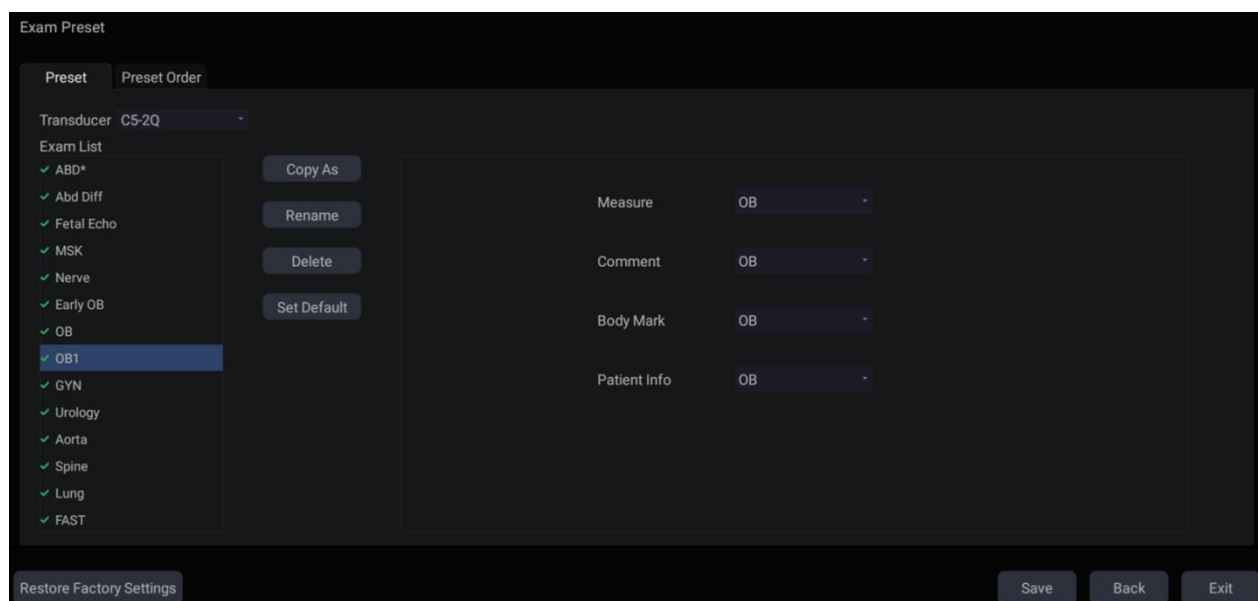 Exam Preset
Preset Preset Order
Transducer C5-2Q
Exam List
ABD*
Abd Diff
Fetal Echo
MSK
Nerve
Early OB
OB
OB1
GYN
Urology
Aorta
Spine
Lung
FAST
Copy As
Rename
Delete
Set Default
Measure OB
Comment OB
Body Mark OB
Patient Info OB
Restore Factory Settings Save Back Exit